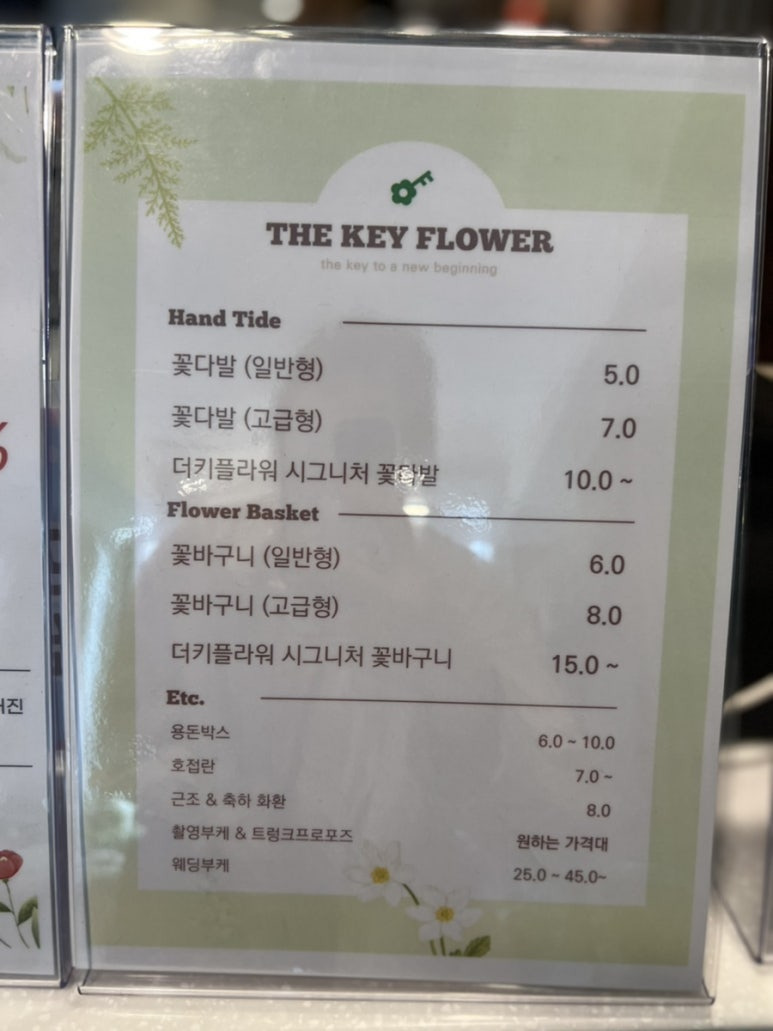 THE KEY FLOWER
the key to a new beginning
Hand Tide
꽃다발 (일반형) 5.0
꽃다발 (고급형) 7.0
더키플라워 시그니처 꽃다발 10.0 ~
Flower Basket
꽃바구니 (일반형) 6.0
꽃바구니 (고급형) 8.0
더키플라워 시그니처 꽃바구니 15.0 ~
Etc.
용돈박스 6.0 ~ 10.0
호접란 7.0 ~
근조 & 축하 화환 8.0
촬영부케 & 트렁크프로포즈 원하는 가격대
웨딩부케 25.0 ~ 45.0~